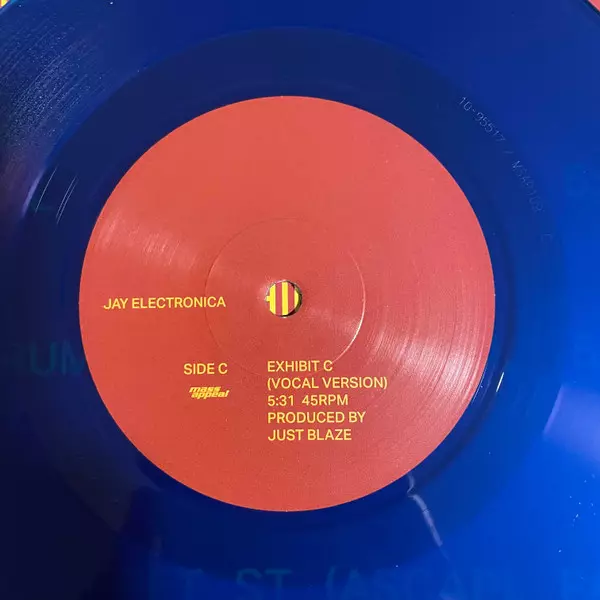 JAY ELECTRONICA
SIDE C
mass
appeal
EXHIBIT C
(VOCAL VERSION)
5:31 45RPM
PRODUCED BY
JUST BLAZE